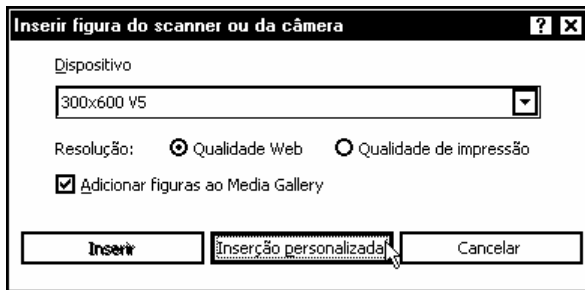 Inserir figura do scanner ou da câmera
Dispositivo
300x600 V5
Resolução: Qualidade Web Qualidade de impressão
Adicionar figuras ao Media Gallery
Inserir Inserção personalizada Cancelar